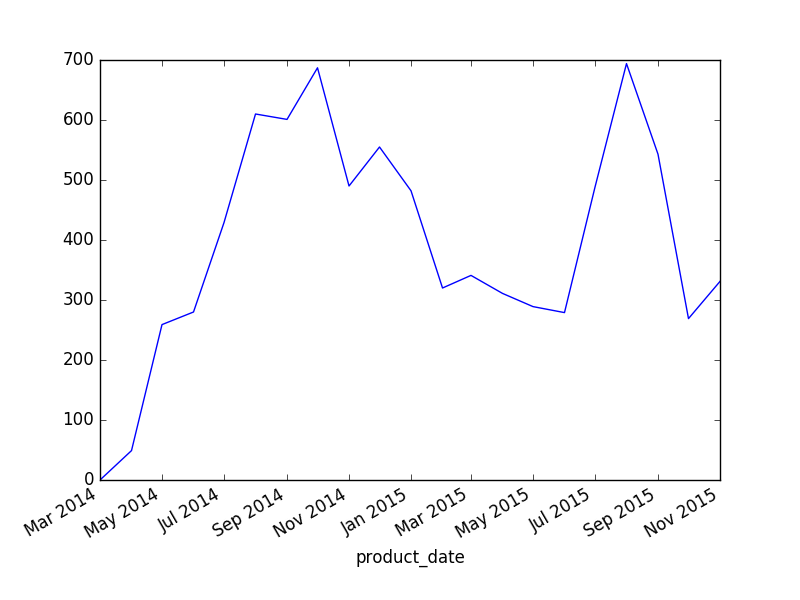 700
600
500
400
300
200
100
0
Mar 2014
May 2014
Jul 2014
Sep 2014
Nov 2014
Jan 2015
Mar 2015
May 2015
Jul 2015
Sep 2015
Nov 2015
product_date